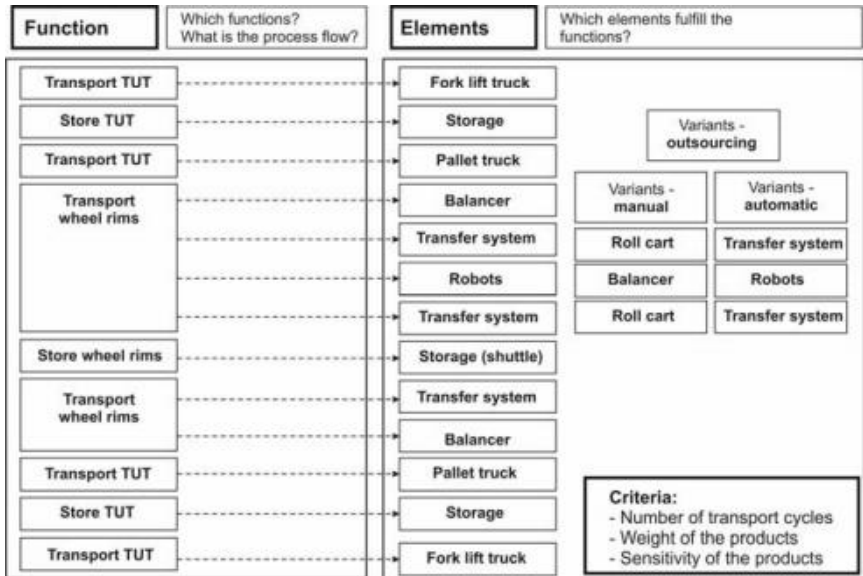 Function
Which functions?
What is the process flow?
Elements
Which elements fulfill the
functions?
Transport TUT
Store TUT
Transport TUT
Transport
wheel rims
Store wheel rims
Transport
wheel rims
Transport TUT
Store TUT
Transport TUT
Fork lift truck
Storage
Pallet truck
Balancer
Transfer system
Robots
Transfer system
Storage (shuttle)
Transfer system
Balancer
Pallet truck
Storage
Fork lift truck
Variants -
outsourcing
Variants -
manual
Variants -
automatic
Roll cart
Transfer system
Balancer
Robots
Roll cart
Transfer system
Criteria:
- Number of transport cycles
- Weight of the products
- Sensitivity of the products